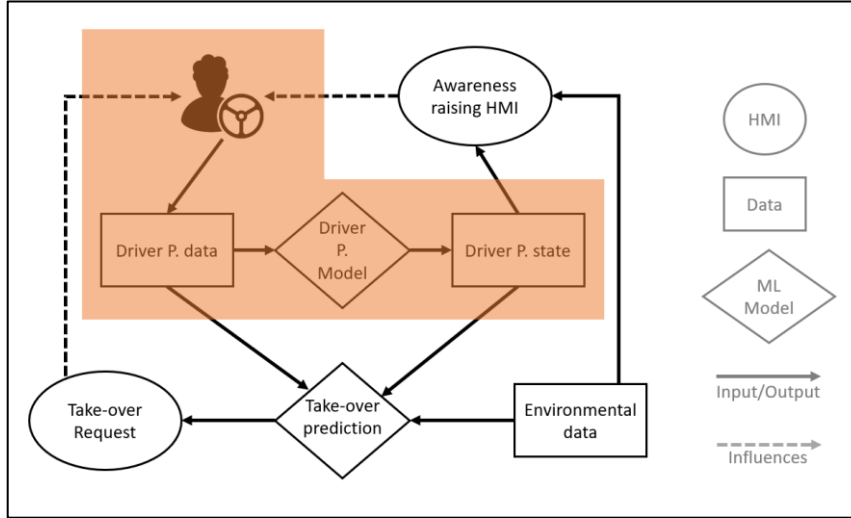 Awareness
raising HMI
HMI
Driver P. data
Driver
P.
Model
Driver P. state
Data
ML
Model
Take-over
Request
Take-over
prediction
Environmental
data
Input/Output
Influences